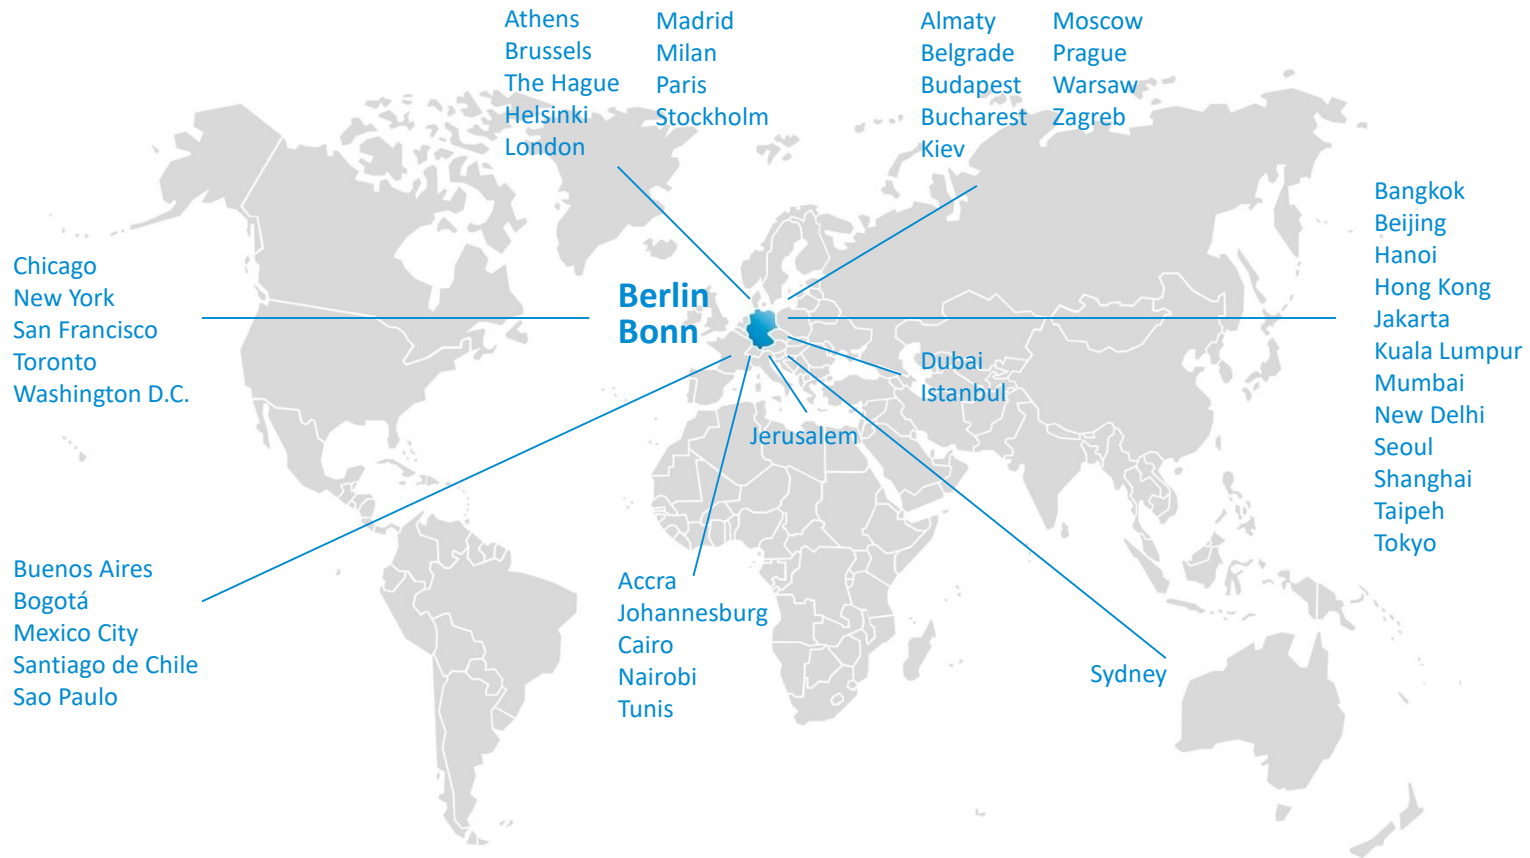 Athens
Brussels
The Hague
Helsinki
London
Madrid
Milan
Paris
Stockholm
Almaty
Belgrade
Budapest
Bucharest
Kiev
Moscow
Prague
Warsaw
Zagreb
Bangkok
Beijing
Hanoi
Hong Kong
Jakarta
Kuala Lumpur
Mumbai
New Delhi
Seoul
Shanghai
Taipeh
Tokyo
Chicago
New York
San Francisco
Toronto
Washington D.C.
Berlin
Bonn
Dubai
Istanbul
Jerusalem
Buenos Aires
Bogotá
Mexico City
Santiago de Chile
Sao Paulo
Accra
Johannesburg
Cairo
Nairobi
Tunis
Sydney